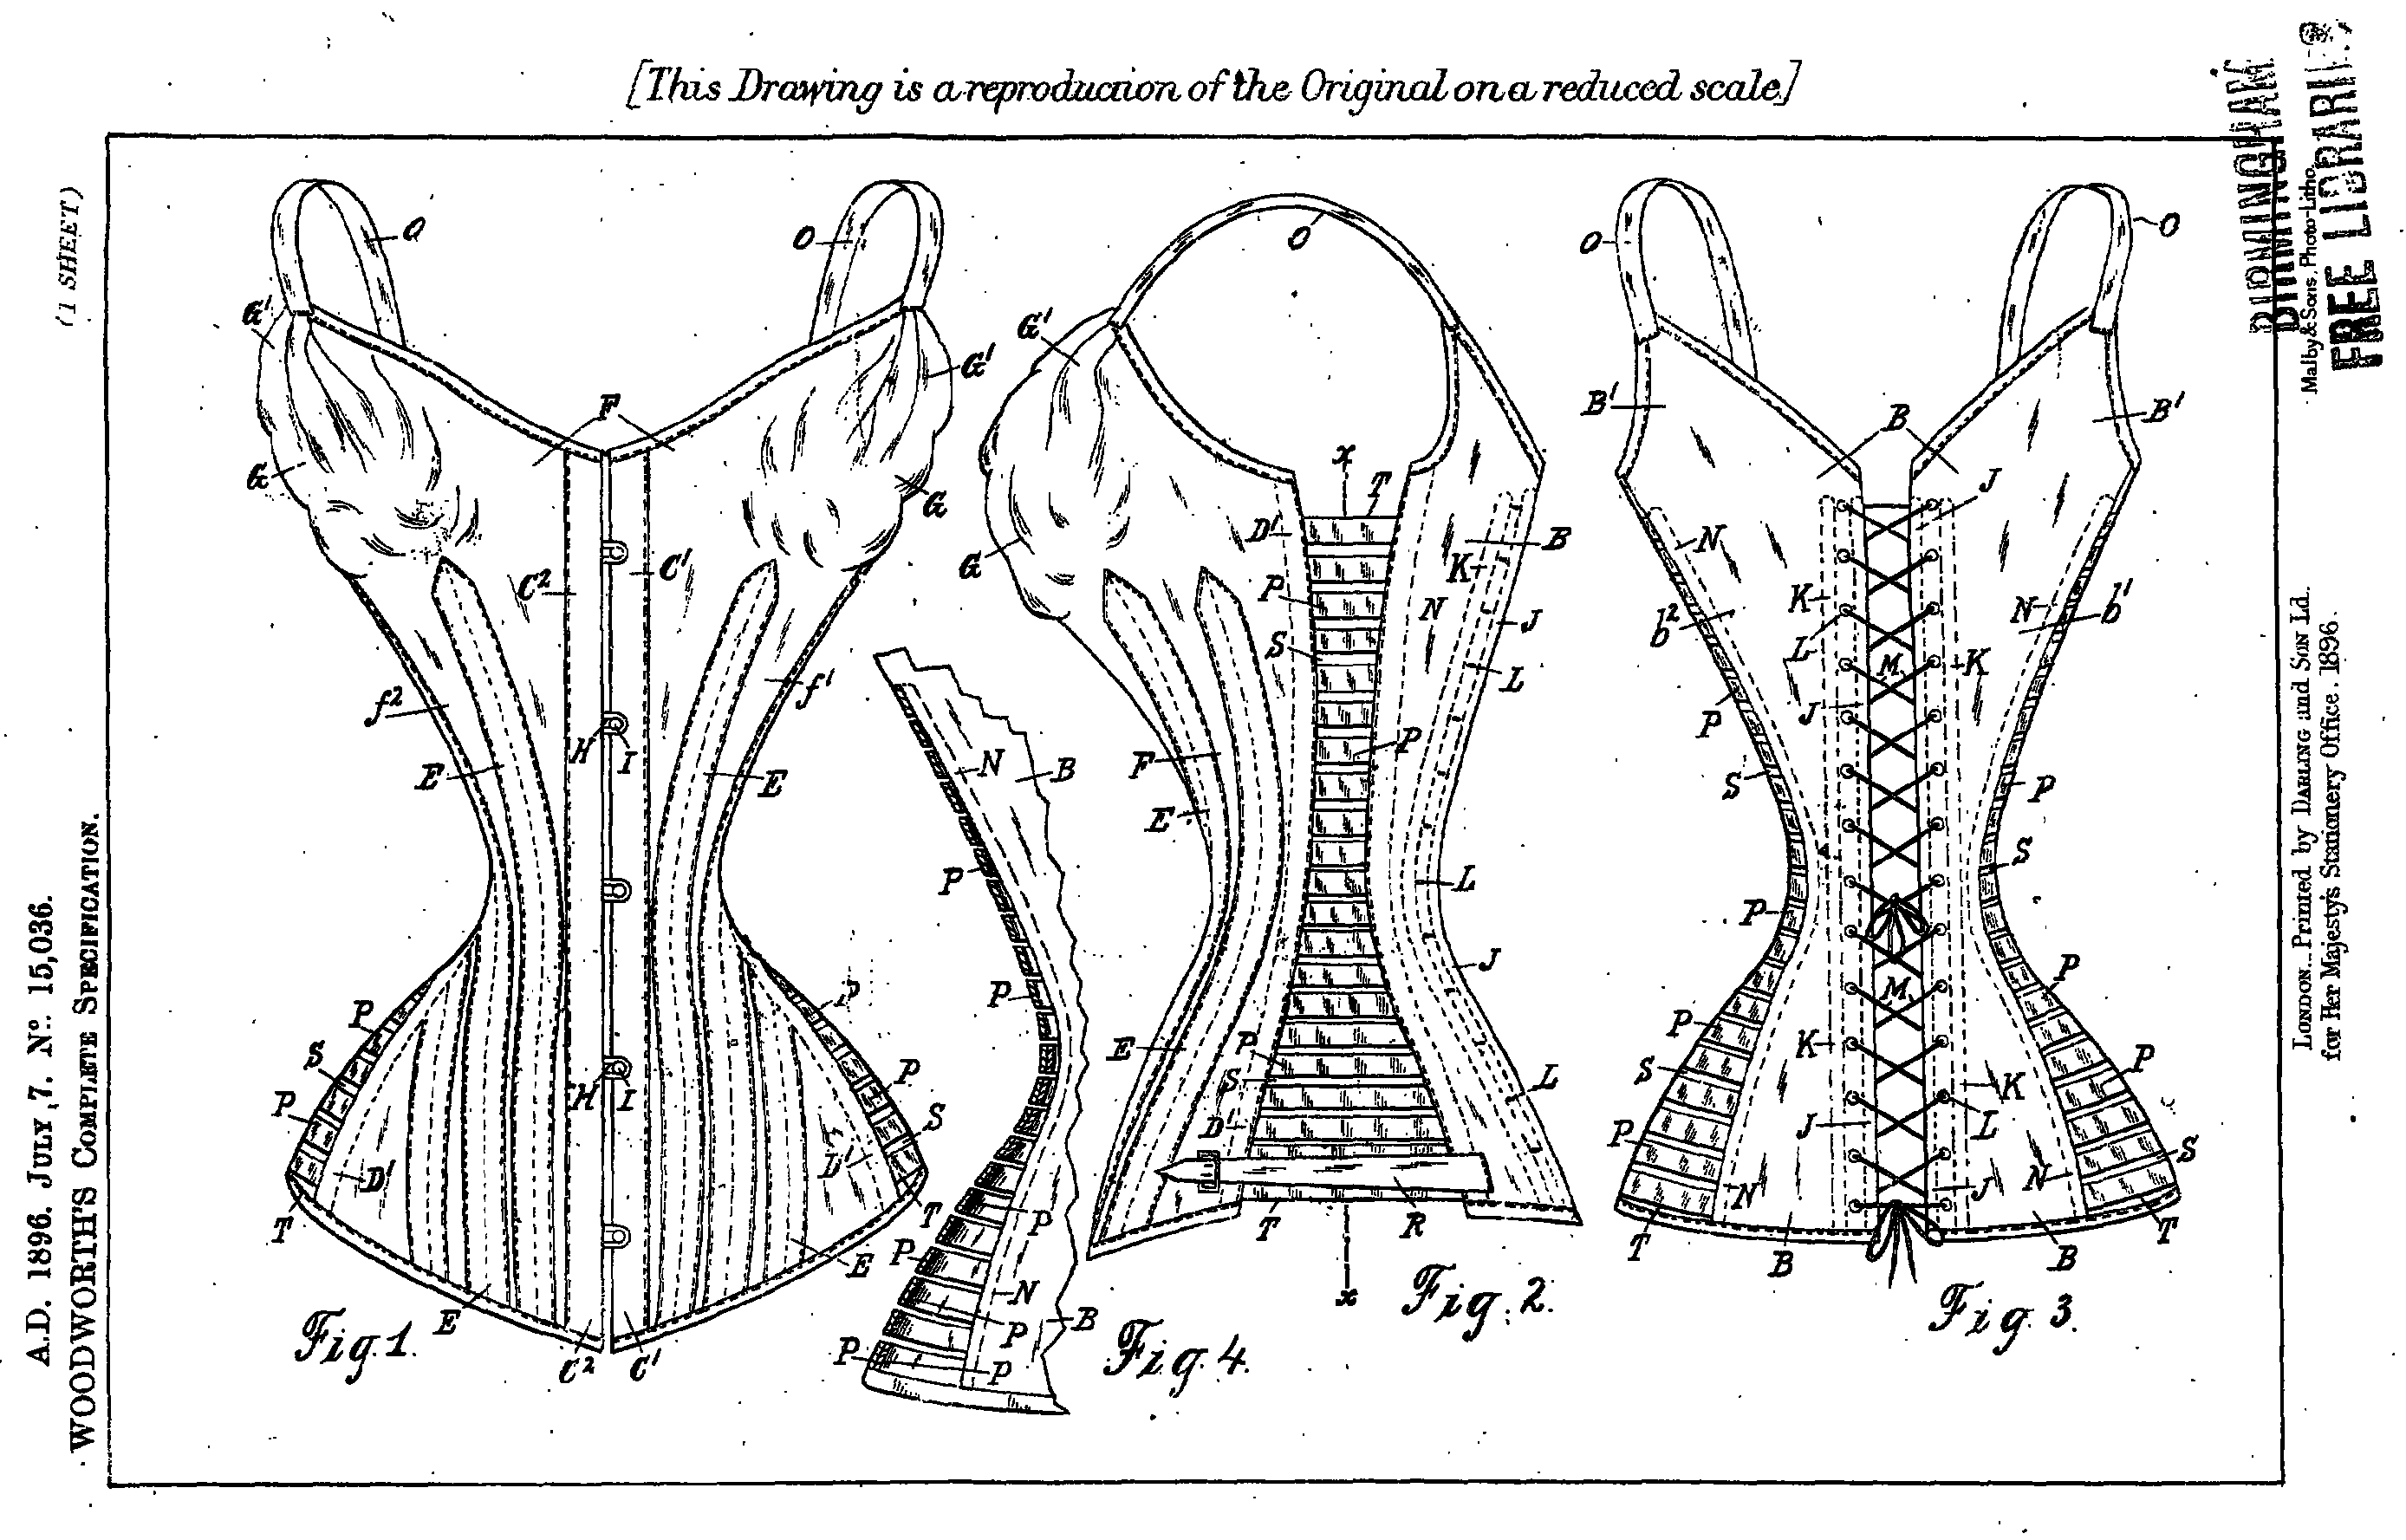 [This Drawing is a reproducuion of the Original on a reduced scale]
(1 SHEET)
A.D. 1896. JULY, 7. No. 15,036.
WOODWORTH'S COMPLETE SPECIFICATION.
BIRMINGHAM
FREE LIBRARI
Malby & Sons, Photo-Litho.
LONDON. Printed by DARLING and SON Ld.
for Her Majesty's Stationery Office. 1896.
O
O
G'
G'
F
G
G
C2
C'
f2
f'
H
I
E
E
P
P
S
P
H
I
P
S
D'
D'
T
T
E
E
C2
C'
Fig. 1.
O
G'
x
T
D'
B
G
K
P
N
J
S
L
F
P
E
L
J
E
P
S
L
D'
T
R
x
Fig. 2.
O
O
B'
B'
B
J
N
K
N
b2
b'
L
M
K
P
J
S
P
S
P
M
P
P
K
S
P
K
J
L
P
N
J
N
S
T
B
B
T
Fig. 3.
N
B
P
P
P
P
N
P
B
P
P
Fig. 4.